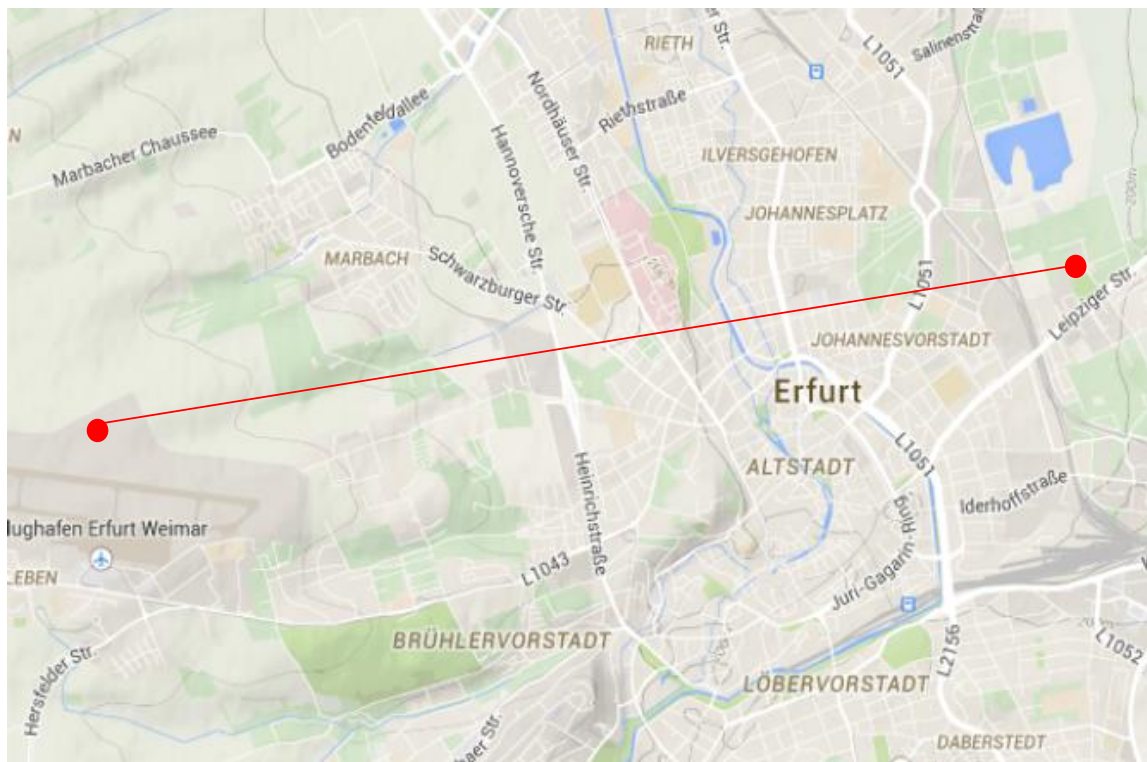 RIETH
L1051
Salinenstraß
Nordhäuser Str.
Riethstraße
Bodenfeldallee
Marbacher Chaussee
Hannoversche Str.
ILVERSGEHOFEN
JOHANNESPLATZ
200m
MARBACH
Schwarzburger Str.
L1051
Leipziger Str.
JOHANNESVORSTADT
Erfurt
ALTSTADT
L1051
Iderhoffstraße
Heinrichstraße
lughafen Erfurt Weimar
LEBEN
L1043
Juri-Gagarin-Ring
BRÜHLERVORSTADT
Hersfelder Str.
LÖBERVORSTADT
L2156
L1052
haer Str.
DABERSTEDT